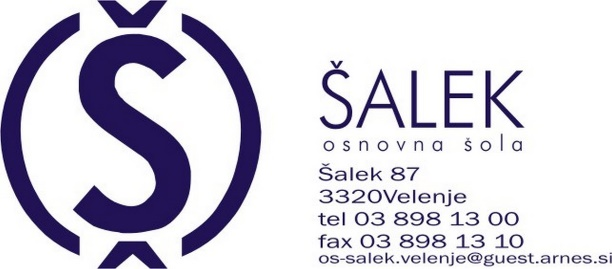 Š
ŠALEK
osnovna šola
Šalek 87
3320Velenje
tel 03 898 13 00
fax 03 898 13 10
os-salek.velenje@guest.arnes.si